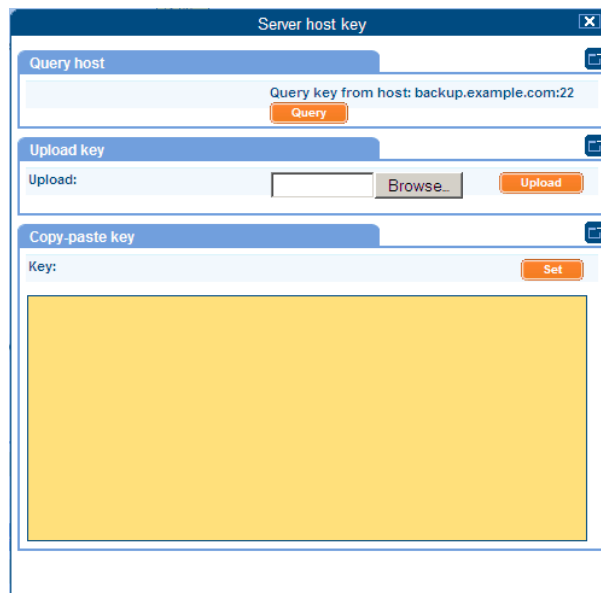 Server host key
Query host
Query key from host: backup.example.com:22
Query
Upload key
Upload:
Browse... Upload
Copy-paste key
Key:
Set